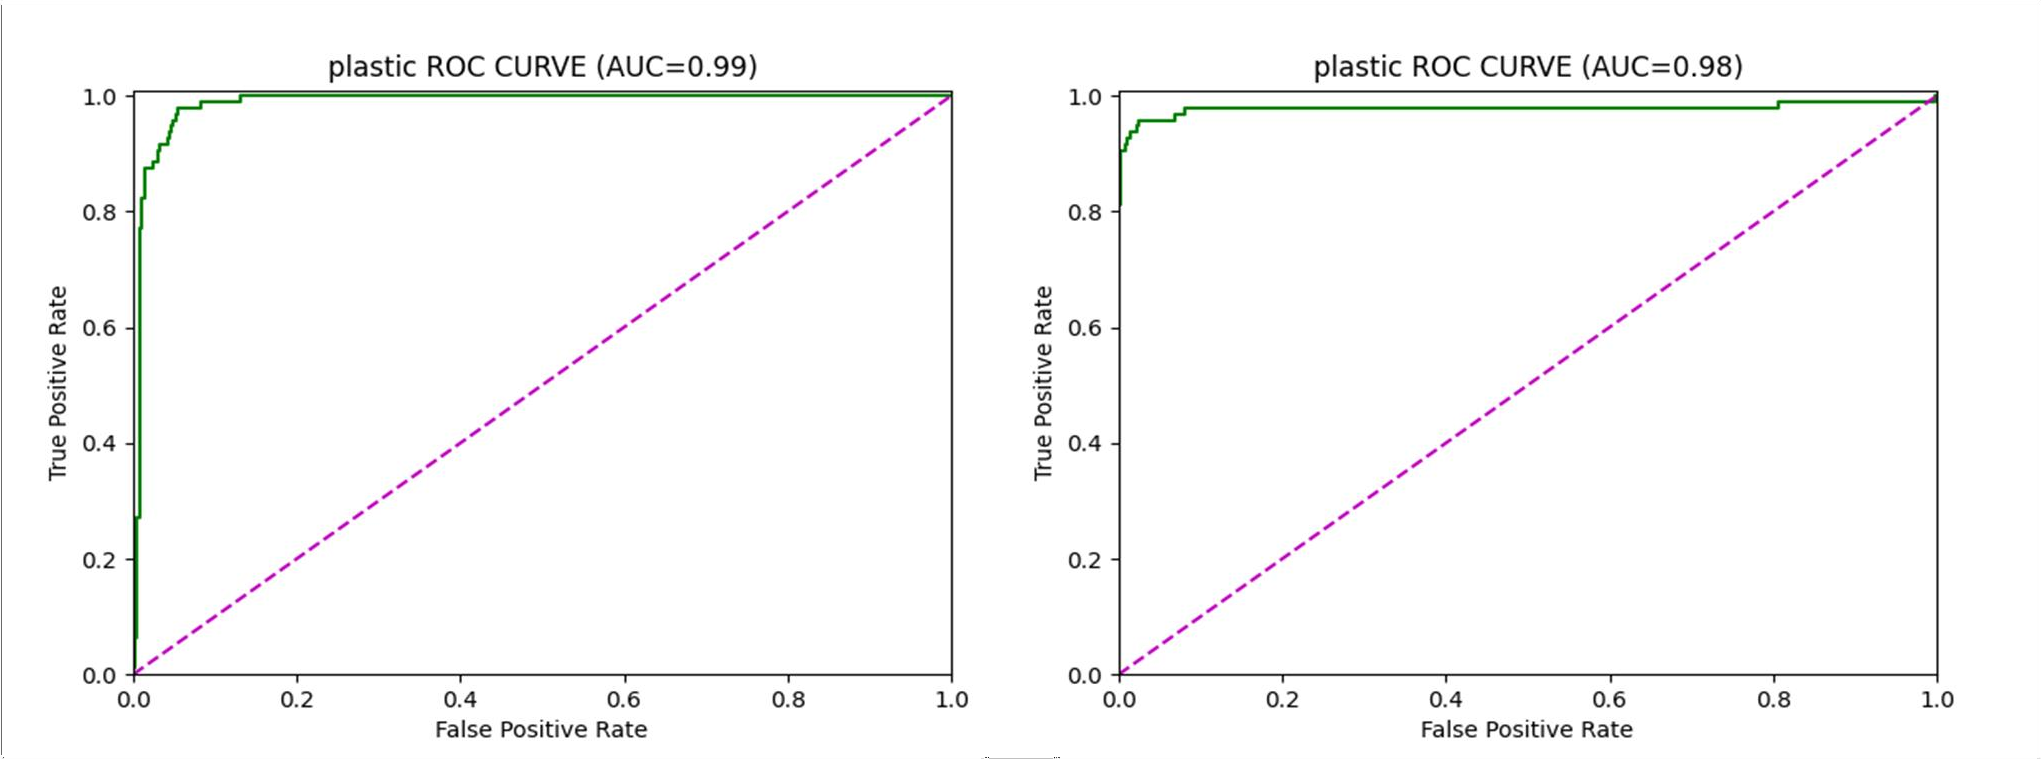 plastic ROC CURVE (AUC=0.99)
1.0
0.8
0.6
0.4
0.2
0.0
True Positive Rate
0.0 0.2 0.4 0.6 0.8 1.0
False Positive Rate
plastic ROC CURVE (AUC=0.98)
1.0
0.8
0.6
0.4
0.2
0.0
True Positive Rate
0.0 0.2 0.4 0.6 0.8 1.0
False Positive Rate